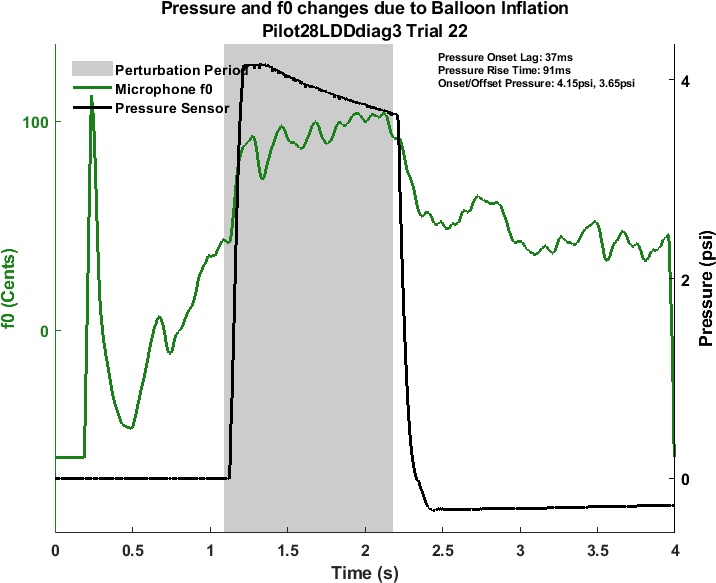 Pressure and f0 changes due to Balloon Inflation
Pilot28LDDdiag3 Trial 22
Pressure Onset Lag: 37ms
Pressure Rise Time: 91ms
Onset/Offset Pressure: 4.15psi, 3.65psi
Perturbation Period
Microphone f0
Pressure Sensor
f0 (Cents)
100
0
Pressure (psi)
4
2
0
0
0.5
1
1.5
2
2.5
3
3.5
4
Time (s)